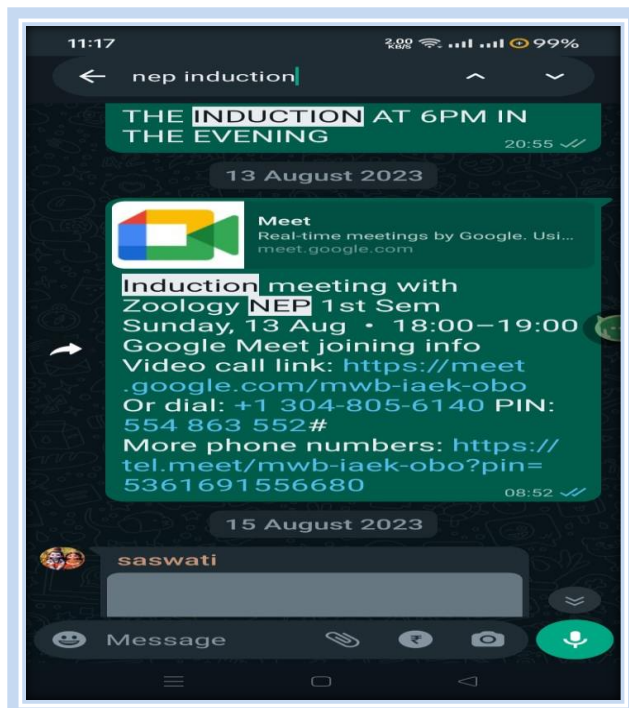 11:17
2.00 KB/S 99%
nep induction
THE INDUCTION AT 6PM IN
THE EVENING
20:55
13 August 2023
Meet
Real-time meetings by Google. Usi...
meet.google.com
Induction meeting with
Zoology NEP 1st Sem
Sunday, 13 Aug · 18:00–19:00
Google Meet joining info
Video call link: https://meet
.google.com/mwb-iaek-obo
Or dial: +1 304-805-6140 PIN:
554 863 552#
More phone numbers: https://
tel.meet/mwb-iaek-obo?pin=
5361691556680
08:52
15 August 2023
saswati
Message